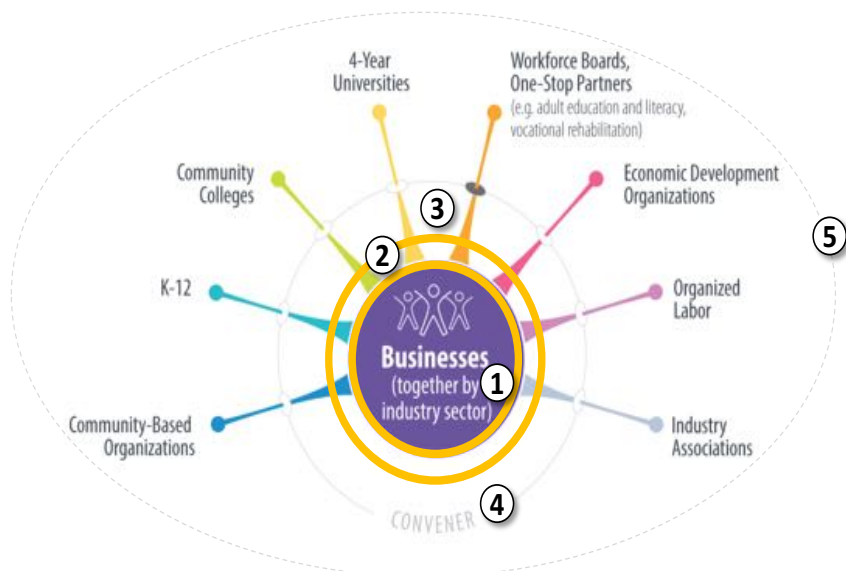 4-Year
Universities
Workforce Boards,
One-Stop Partners
(e.g. adult education and literacy,
vocational rehabilitation)
Community
Colleges
Economic Development
Organizations
3
5
2
K-12
Organized
Labor
Businesses
(together by
industry sector)
1
Community-Based
Organizations
Industry
Associations
4
CONVENER